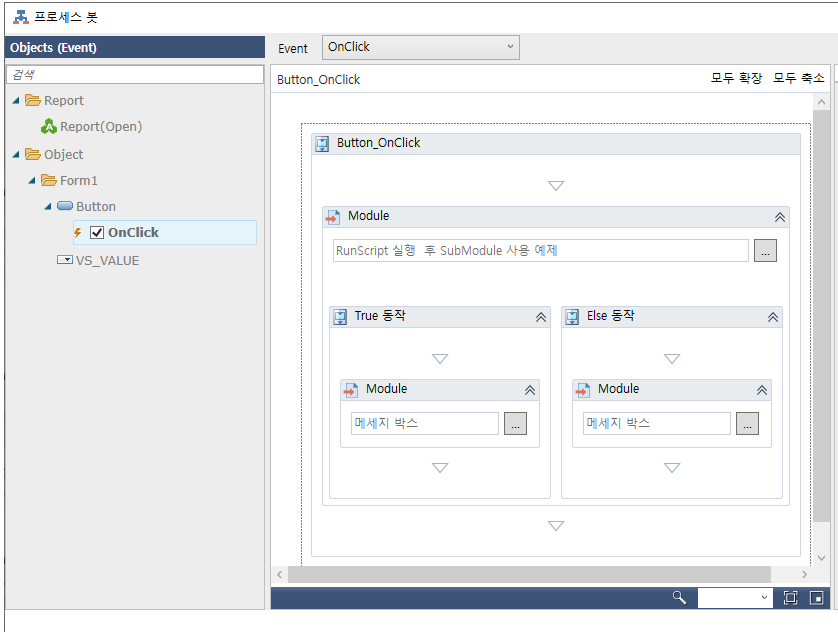 프로세스 봇
Objects (Event)
검색
Report
Report(Open)
Object
Form1
Button
OnClick
VS_VALUE
Event
OnClick
Button_OnClick
모두 확장 모두 축소
Button_OnClick
Module
RunScript 실행 후 SubModule 사용 예제
...
True 동작
Module
메세지 박스
...
Else 동작
Module
메세지 박스
...